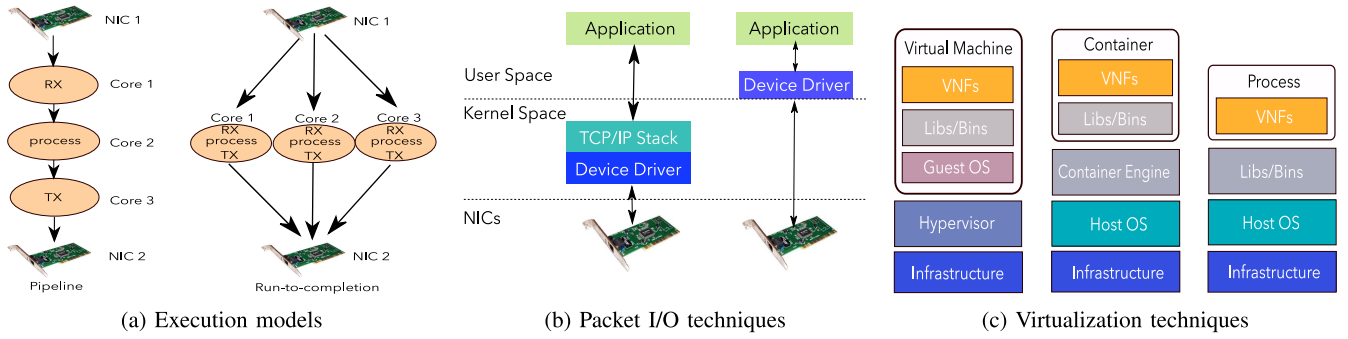 NIC 1
RX
Core 1
process
Core 2
TX
Core 3
NIC 2
Pipeline
NIC 1
Core 1
RX
process
TX
Core 2
RX
process
TX
Core 3
RX
process
TX
NIC 2
Run-to-completion
(a) Execution models
Application
Application
User Space
Device Driver
Kernel Space
TCP/IP Stack
Device Driver
NICs
(b) Packet I/O techniques
Virtual Machine
VNFs
Libs/Bins
Guest OS
Hypervisor
Infrastructure
Container
VNFs
Libs/Bins
Container Engine
Host OS
Infrastructure
Process
VNFs
Libs/Bins
Host OS
Infrastructure
(c) Virtualization techniques